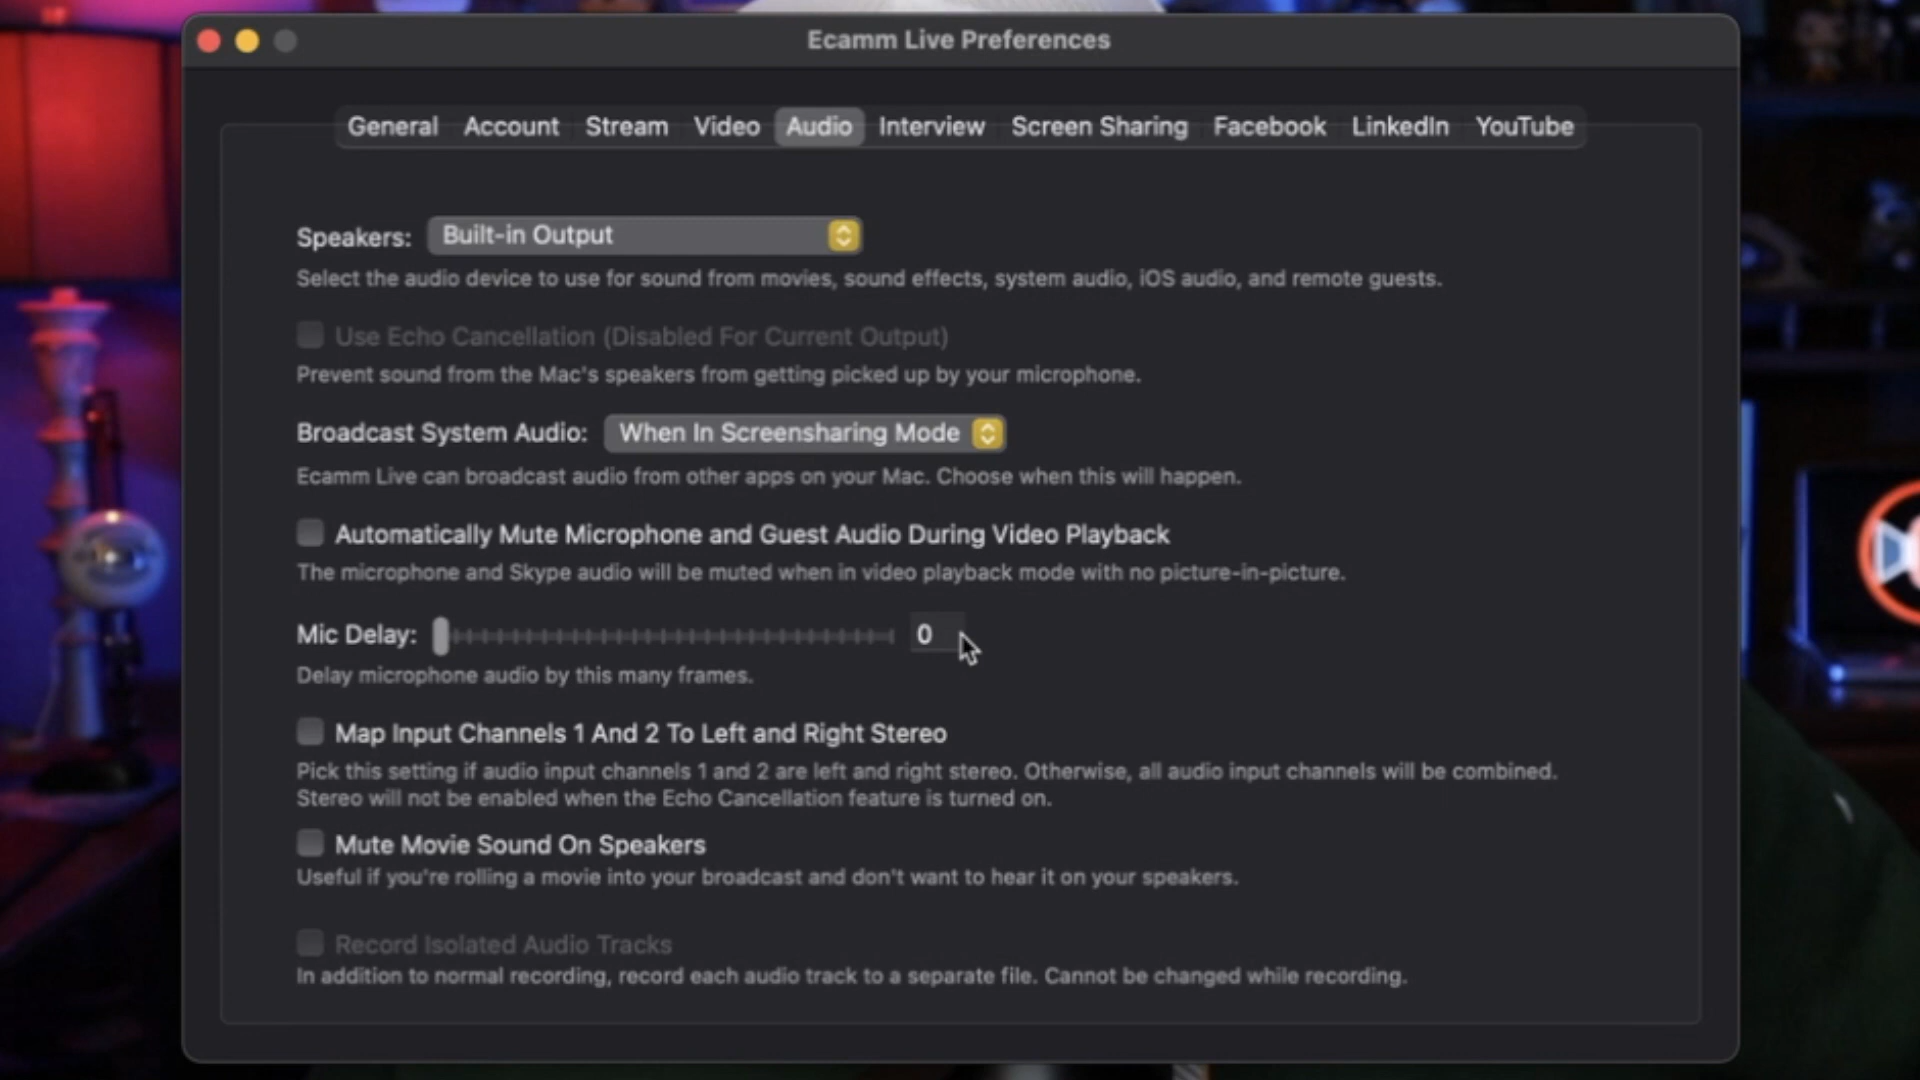 Ecamm Live Preferences
General Account Stream Video Audio Interview Screen Sharing Facebook LinkedIn YouTube
Speakers: Built-in Output
Select the audio device to use for sound from movies, sound effects, system audio, iOS audio, and remote guests.
Use Echo Cancellation (Disabled For Current Output)
Prevent sound from the Mac's speakers from getting picked up by your microphone.
Broadcast System Audio: When In Screensharing Mode
Ecamm Live can broadcast audio from other apps on your Mac. Choose when this will happen.
Automatically Mute Microphone and Guest Audio During Video Playback
The microphone and Skype audio will be muted when in video playback mode with no picture-in-picture.
Mic Delay: 0
Delay microphone audio by this many frames.
Map Input Channels 1 And 2 To Left and Right Stereo
Pick this setting if audio input channels 1 and 2 are left and right stereo. Otherwise, all audio input channels will be combined.
Stereo will not be enabled when the Echo Cancellation feature is turned on.
Mute Movie Sound On Speakers
Useful if you're rolling a movie into your broadcast and don't want to hear it on your speakers.
Record Isolated Audio Tracks
In addition to normal recording, record each audio track to a separate file. Cannot be changed while recording.